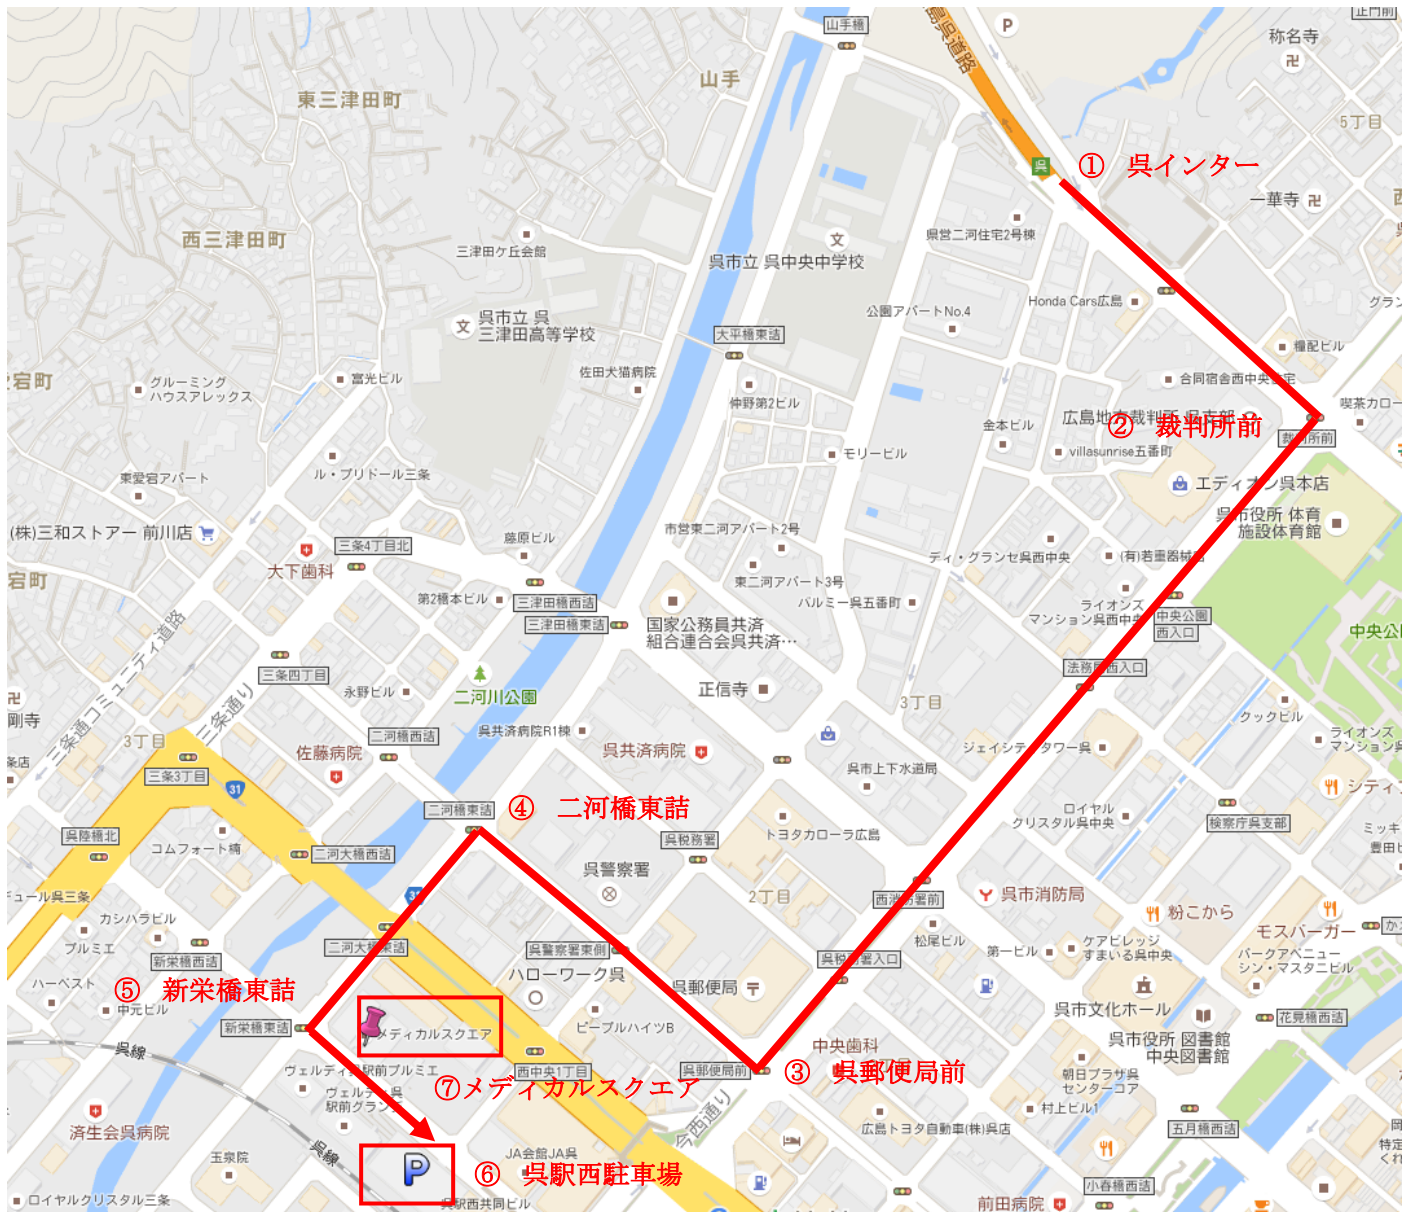 山手橋
広島呉道路
P
正門前
称名寺
山手
東三津田町
5丁目
呉
① 呉インター
一華寺
西三津田町
三津田ケ丘会館
県営二河住宅2号棟
文
呉市立 呉中央中学校
Honda Cars広島
公園アパートNo.4
文
呉市立 呉
三津田高等学校
大平橋東詰
糧配ビル
富光ビル
佐田犬猫病院
合同宿舎西中央住宅
グルーミング
ハウスアレックス
仲野第2ビル
喫茶カロー
広島地方裁判所 呉支部
② 裁判所前
金本ビル
裁判所前
モリービル
villasunrise五番町
ル・プリドール三条
東愛宕アパート
エディオン呉本店
呉市役所 体育
施設体育館
(株)三和ストアー 前川店
三条4丁目北
藤原ビル
市営東二河アパート2号
ディ・グランセ呉西中央
(有)若重器械店
大下歯科
東二河アパート3号
第2橋本ビル
三津田橋西詰
パルミー呉五番町
ライオンズ
マンション呉西中央
中央公園
西入口
三津田橋東詰
国家公務員共済
組合連合会呉共済…
中央公
三条四丁目
法務局西入口
永野ビル
二河川公園
正信寺
3丁目
三条通コミュニティ道路
三条通り
クックビル
3丁目
二河橋西詰
呉共済病院R1棟
佐藤病院
呉共済病院
ジェイシティタワー呉
ライオンズ
マンション呉
三条3丁目
31
呉市上下水道局
二河橋東詰
④ 二河橋東詰
ロイヤル
クリスタル呉中央
検察庁呉支部
呉陸橋北
コムフォート楠
二河大橋西詰
トヨタカローラ広島
呉税務署
呉警察署
2丁目
西消防署前
呉市消防局
粉こから
カシハラビル
プルミエ
二河大橋東詰
呉警察署東側
松尾ビル
第一ビル
ケアビレッジ
すまいる呉中央
モスバーガー
新栄橋西詰
呉税務署入口
バークアベニュー
シン・マスタニビル
ハローワーク呉
ハーベスト
⑤ 新栄橋東詰
呉郵便局
中元ビル
呉市文化ホール
新栄橋東詰
メディカルスクエア
ピープルハイツB
花見橋西詰
呉市役所 図書館
中央図書館
呉線
中央歯科
ヴェルディ呉駅前プルミエ
西中央1丁目
呉郵便局前
③ 呉郵便局前
朝日プラザ呉
センターコア
⑦メディカルスクエア
ヴェルディ呉
駅前グランデ
村上ビル1
今西通り
済生会呉病院
広島トヨタ自動車(株)呉店
五月橋西詰
呉線
玉泉院
JA会館JA呉
P
⑥ 呉駅西駐車場
小春橋西詰
ロイヤルクリスタル三条
呉駅西共同ビル
前田病院